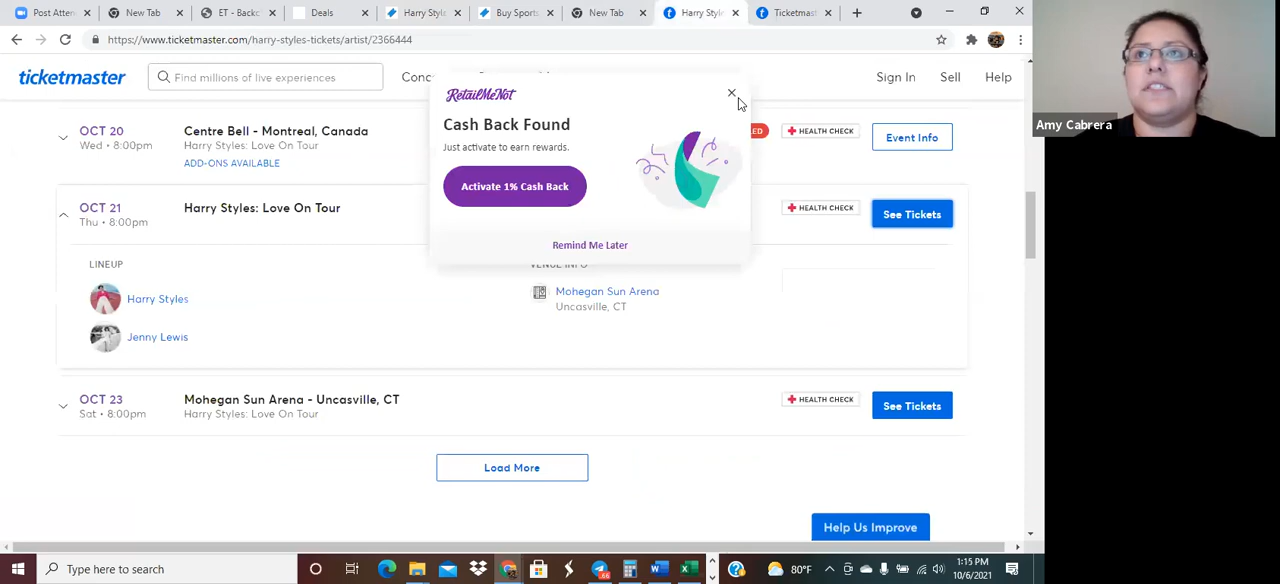 Post Atten
New Tab
ET - Backo
Deals
Harry Style
Buy Sports
New Tab
Harry Style
Ticketmast
https://www.ticketmaster.com/harry-styles-tickets/artist/2366444
ticketmaster
Find millions of live experiences
Conc
Sign In
Sell
Help
RetailMeNot
Cash Back Found
Just activate to earn rewards.
Activate 1% Cash Back
Remind Me Later
Amy Cabrera
OCT 20
Wed • 8:00pm
Centre Bell - Montreal, Canada
Harry Styles: Love On Tour
ADD-ONS AVAILABLE
HEALTH CHECK
Event Info
OCT 21
Thu • 8:00pm
Harry Styles: Love On Tour
HEALTH CHECK
See Tickets
LINEUP
VENUE INFO
Harry Styles
Mohegan Sun Arena
Uncasville, CT
Jenny Lewis
OCT 23
Sat • 8:00pm
Mohegan Sun Arena - Uncasville, CT
Harry Styles: Love On Tour
HEALTH CHECK
See Tickets
Load More
Help Us Improve
Type here to search
80°F
1:15 PM
10/6/2021